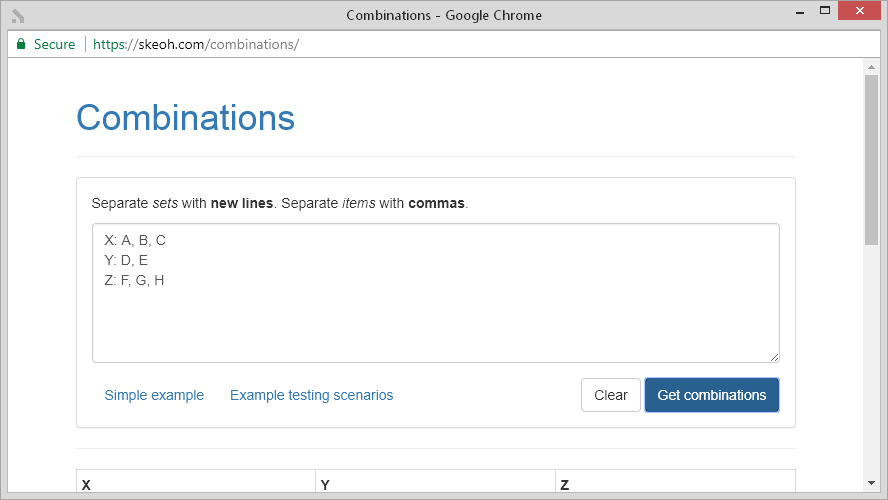 Combinations - Google Chrome
Secure https://skeoh.com/combinations/
Combinations
Separate sets with new lines. Separate items with commas.
X: A, B, C
Y: D, E
Z: F, G, H
Simple example Example testing scenarios Clear Get combinations
X Y Z